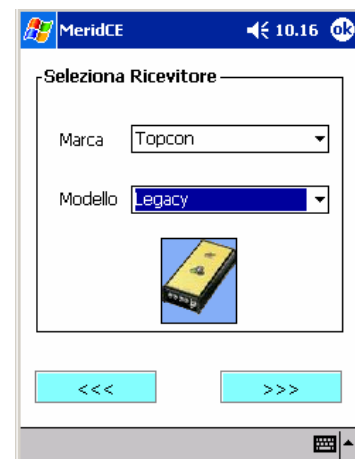 MeridCE 10.16 ok
Seleziona Ricevitore
Marca Topcon
Modello Legacy
<<< >>>